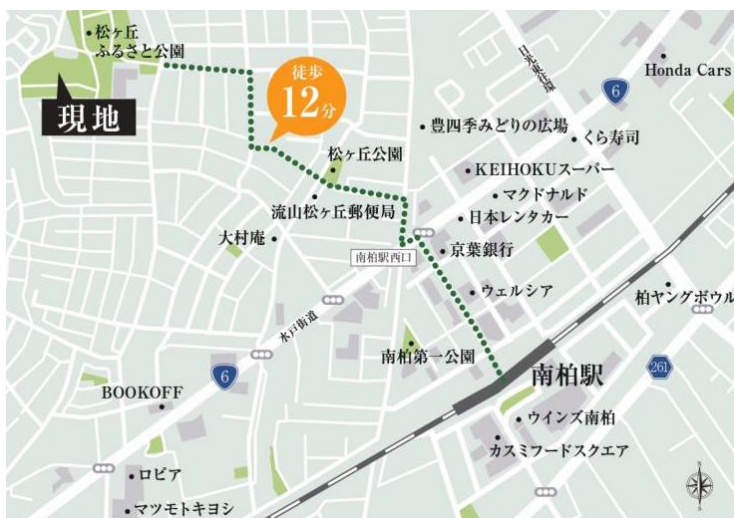 松ヶ丘
ふるさと公園
現地
徒歩
12分
日光東往還
Honda Cars
6
豊四季みどりの広場
くら寿司
松ヶ丘公園
KEIHOKUスーパー
マクドナルド
流山松ヶ丘郵便局
日本レンタカー
大村庵
京葉銀行
南柏駅西口
ウェルシア
柏ヤングボウル
水戸街道
南柏第一公園
南柏駅
261
6
BOOKOFF
ウインズ南柏
カスミフードスクエア
ロピア
マツモトキヨシ